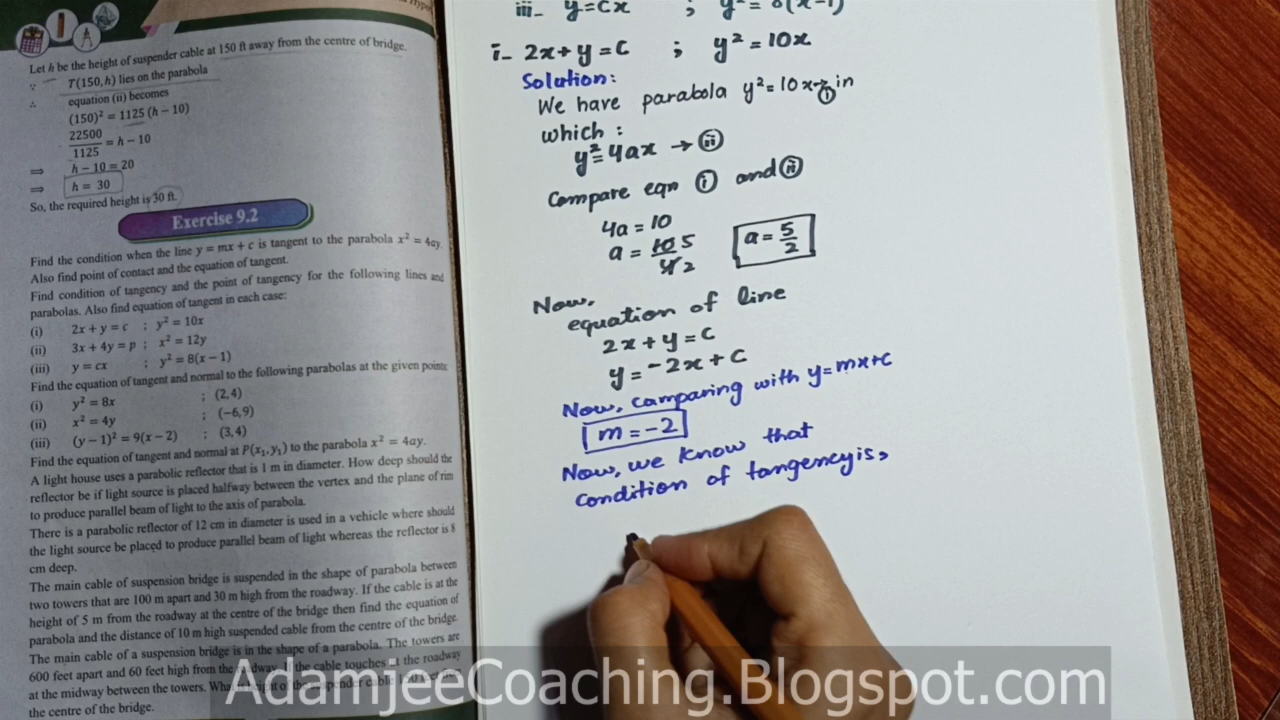 Let h be the height of suspender cable at 150 ft away from the centre of bridge.
∵ T(150, h) lies on the parabola
∴ equation (ii) becomes
(150)² = 1125 (h − 10)
22500/1125 = h − 10
⟹ h − 10 = 20
⟹ h = 30
So, the required height is 30 ft.
Exercise 9.2
Find the condition when the line y = mx + c is tangent to the parabola x² = 4ay.
Also find point of contact and the equation of tangent.
Find condition of tangency and the point of tangency for the following lines and
parabolas. Also find equation of tangent in each case:
(i) 2x + y = c ; y² = 10x
(ii) 3x + 4y = p ; x² = 12y
(iii) y = cx ; y² = 8(x − 1)
Find the equation of tangent and normal to the following parabolas at the given points
(i) y² = 8x ; (2, 4)
(ii) x² = 4y ; (−6, 9)
(iii) (y − 1)² = 9(x − 2) ; (3, 4)
Find the equation of tangent and normal at P(x₁, y₁) to the parabola x² = 4ay.
A light house uses a parabolic reflector that is 1 m in diameter. How deep should the
reflector be if light source is placed halfway between the vertex and the plane of rim
to produce parallel beam of light to the axis of parabola.
There is a parabolic reflector of 12 cm in diameter is used in a vehicle where should
the light source be placed to produce parallel beam of light whereas the reflector is 8
cm deep.
The main cable of suspension bridge is suspended in the shape of parabola between
two towers that are 100 m apart and 30 m high from the roadway. If the cable is at the
height of 5 m from the roadway at the centre of the bridge then find the equation of
parabola and the distance of 10 m high suspended cable from the centre of the bridge.
The main cable of a suspension bridge is in the shape of a parabola. The towers are
600 feet apart and 60 feet high from the roadway. If the cable touches the roadway
at the midway between the towers. What height of the suspender cable 150
the centre of the bridge.
iii- y=cx ; y² = 8(x-1)
i- 2x+y=c ; y²=10x
Solution:
We have parabola y²=10x→① in
which:
y²=4ax → ⑪
Compare eqn ① and ⑪
4a=10
a = 10/4 5/2
a = 5/2
Now,
equation of line
2x+y=c
y=-2x+c
Now, camparing with y=mx+c
m=-2
Now, we know that
condition of tangency is,
AdamjeeCoaching.Blogspot.com